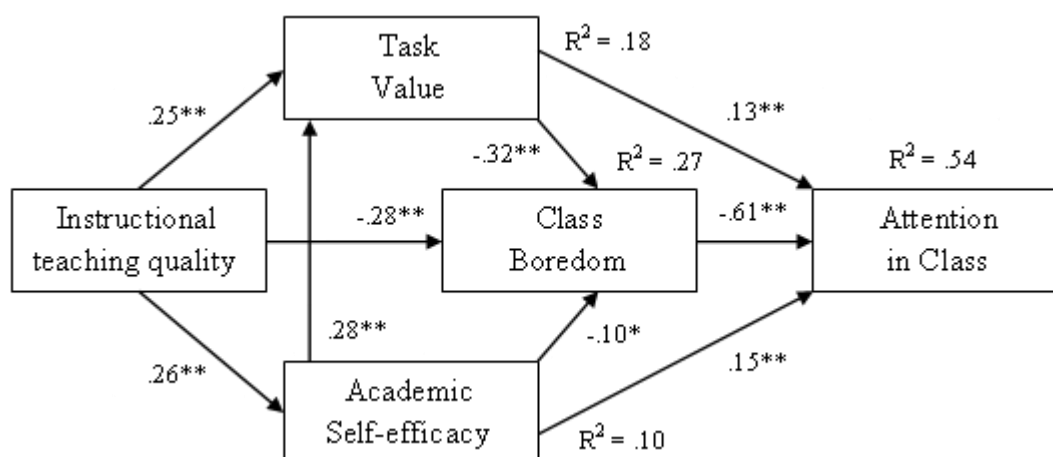 Task
Value
R² = .18
.25**
.13**
-.32**
R² = .27
R² = .54
Instructional
teaching quality
-.28**
Class
Boredom
-.61**
Attention
in Class
.26**
.28**
-.10*
.15**
Academic
Self-efficacy
R² = .10